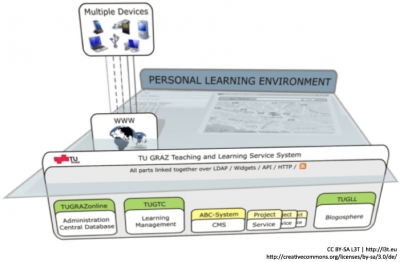 Multiple Devices
PERSONAL LEARNING ENVIRONMENT
WWW
TU
TU GRAZ Teaching and Learning Service System
All parts linked together over LDAP / Widgets / API / HTTP /
TUGRAZonline
Administration
Central Database
TUGTC
Learning
Management
ABC-System
CMS
Project
Service
TUGLL
Blogosphere
CC BY-SA L3T | http://l3t.eu
http://creativecommons.org/licenses/by-sa/3.0/de/